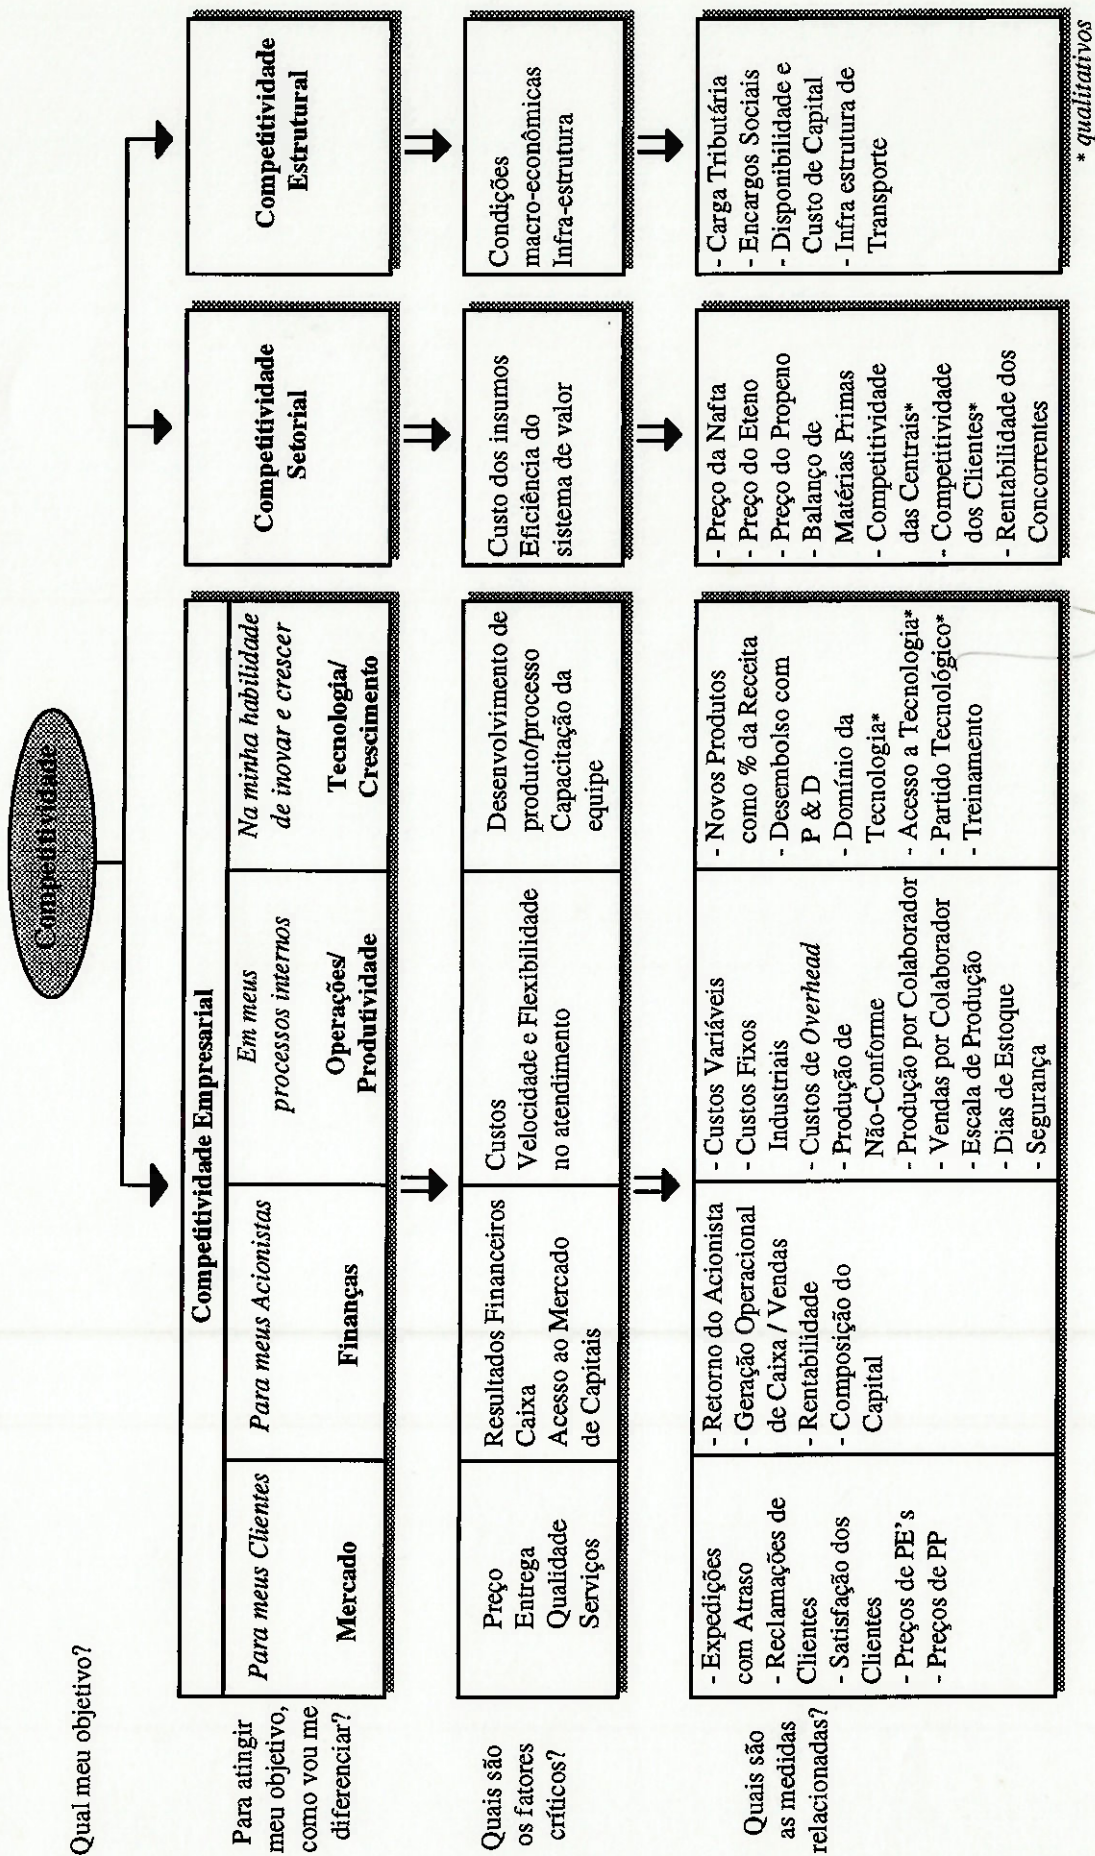 Qual meu objetivo?
Competitividade
Para atingir
meu objetivo,
como vou me
diferenciar?
Competitividade Empresarial
Para meus Clientes
Mercado
Para meus Acionistas
Finanças
Em meus
processos internos
Operações/
Produtividade
Na minha habilidade
de inovar e crescer
Tecnologia/
Crescimento
Competitividade
Setorial
Competitividade
Estrutural
Quais são
os fatores
críticos?
Preço
Entrega
Qualidade
Serviços
Resultados Financeiros
Caixa
Acesso ao Mercado
de Capitais
Custos
Velocidade e Flexibilidade
no atendimento
Desenvolvimento de
produto/processo
Capacitação da
equipe
Custo dos insumos
Eficiência do
sistema de valor
Condições
macro-econômicas
Infra-estrutura
Quais são
as medidas
relacionadas?
- Expedições
com Atraso
- Reclamações de
Clientes
- Satisfação dos
Clientes
- Preços de PE's
- Preços de PP
- Retorno do Acionista
- Geração Operacional
de Caixa / Vendas
- Rentabilidade
- Composição do
Capital
- Custos Variáveis
- Custos Fixos
Industriais
- Custos de Overhead
- Produção de
Não-Conforme
- Produção por Colaborador
- Vendas por Colaborador
- Escala de Produção
- Dias de Estoque
- Segurança
- Novos Produtos
como % da Receita
- Desembolso com
P & D
- Domínio da
Tecnologia*
- Acesso a Tecnologia*
- Partido Tecnológico*
- Treinamento
- Preço da Nafta
- Preço do Eteno
- Preço do Propeno
- Balanço de
Matérias Primas
- Competitividade
das Centrais*
- Competitividade
dos Clientes*
- Rentabilidade dos
Concorrentes
- Carga Tributária
- Encargos Sociais
- Disponibilidade e
Custo de Capital
- Infra estrutura de
Transporte
* qualitativos